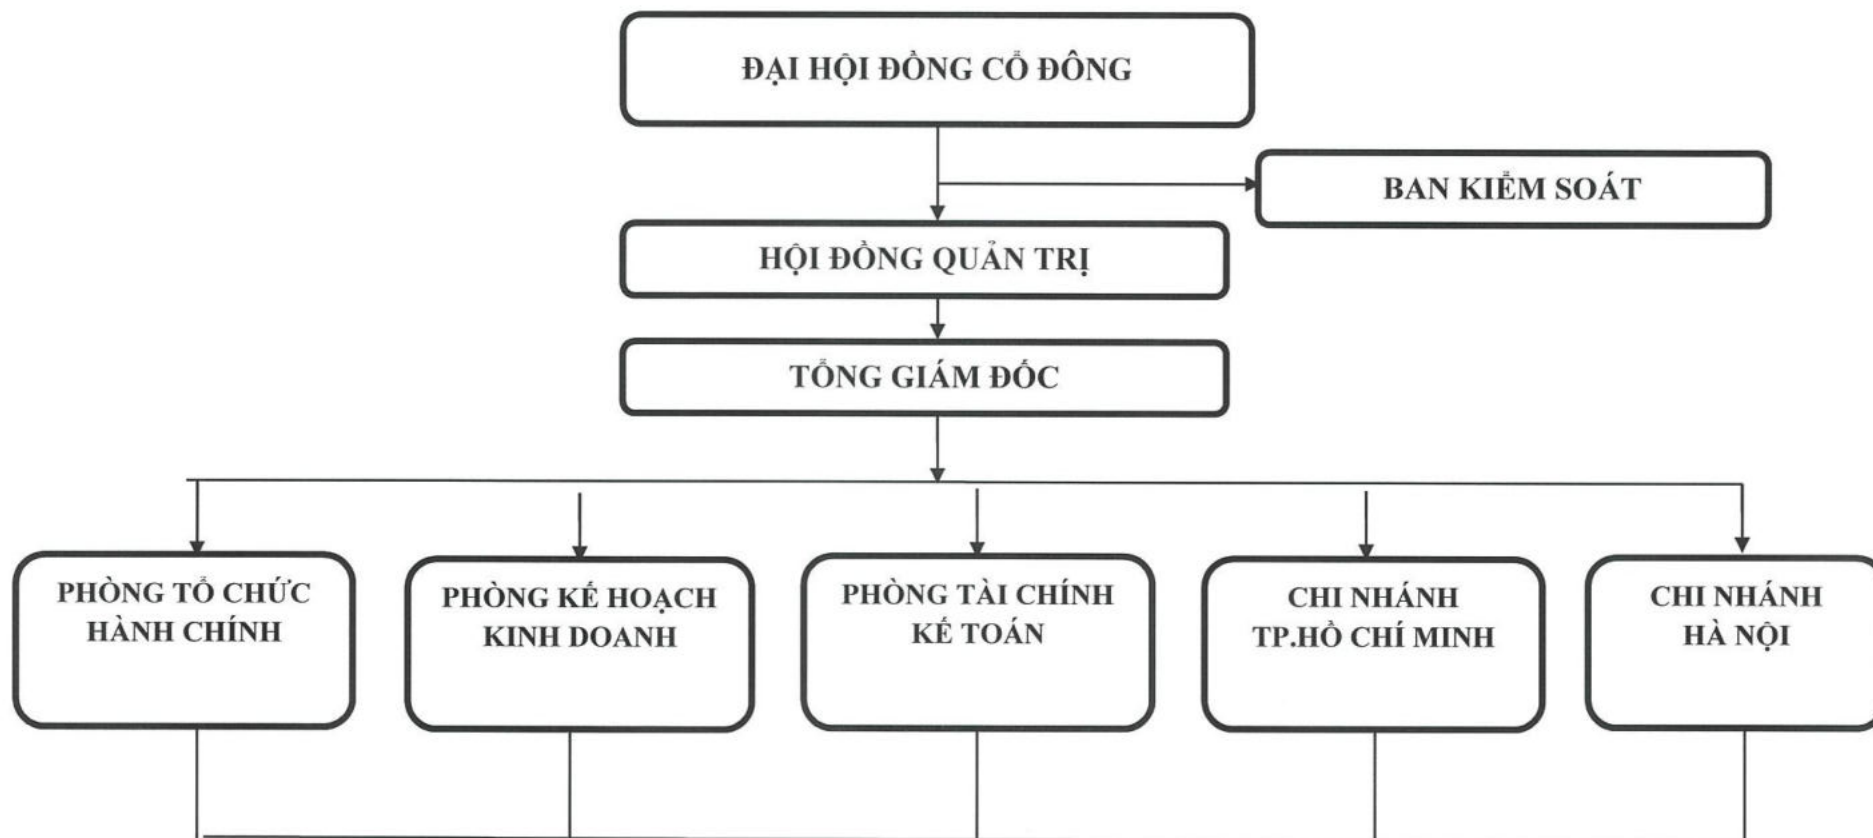 ĐẠI HỘI ĐỒNG CỔ ĐÔNG
BAN KIỂM SOÁT
HỘI ĐỒNG QUẢN TRỊ
TỔNG GIÁM ĐỐC
PHÒNG TỔ CHỨC
HÀNH CHÍNH
PHÒNG KẾ HOẠCH
KINH DOANH
PHÒNG TÀI CHÍNH
KẾ TOÁN
CHI NHÁNH
TP.HỒ CHÍ MINH
CHI NHÁNH
HÀ NỘI